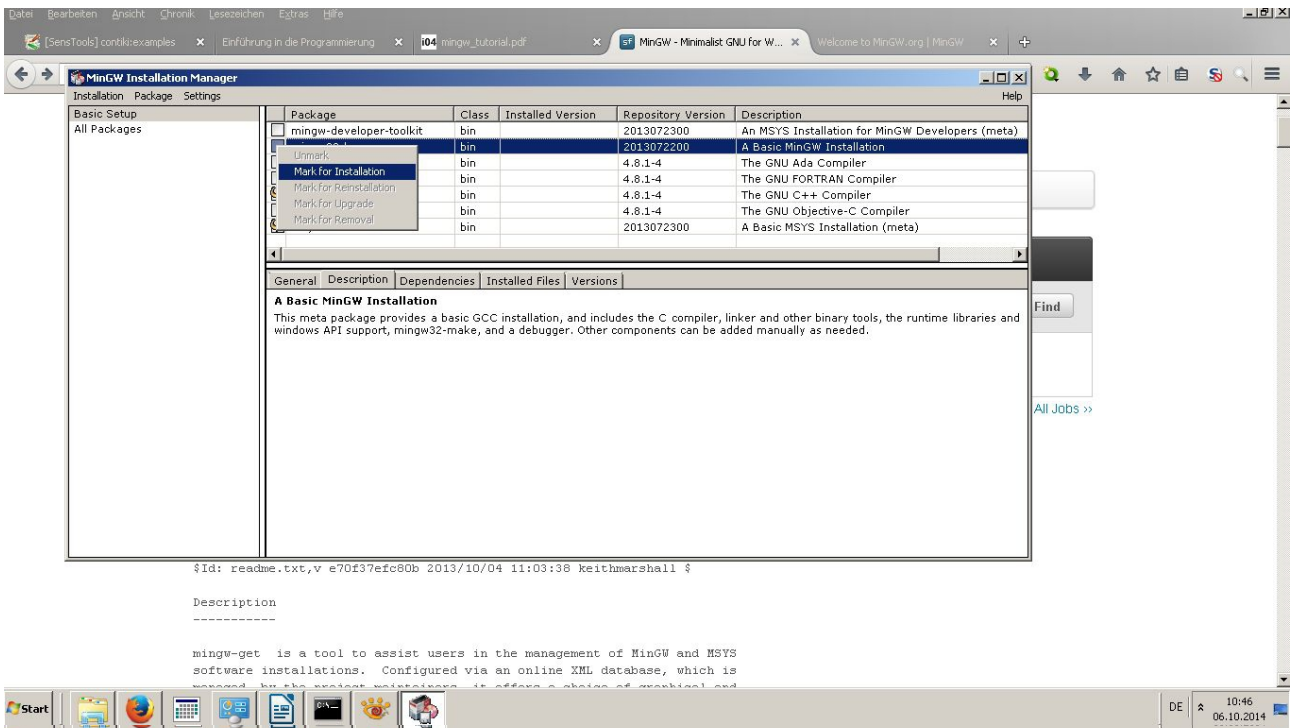 Datei Bearbeiten Ansicht Chronik Lesezeichen Extras Hilfe
[SensTools] contiki:examples
Einführung in die Programmierung
i04 mingw_tutorial.pdf
sf MinGW - Minimalist GNU for W...
Welcome to MinGW.org | MinGW
MinGW Installation Manager
Installation Package Settings Help
Basic Setup
All Packages
Package Class Installed Version Repository Version Description
mingw-developer-toolkit bin 2013072300 An MSYS Installation for MinGW Developers (meta)
bin 2013072200 A Basic MinGW Installation
bin 4.8.1-4 The GNU Ada Compiler
bin 4.8.1-4 The GNU FORTRAN Compiler
bin 4.8.1-4 The GNU C++ Compiler
bin 4.8.1-4 The GNU Objective-C Compiler
bin 2013072300 A Basic MSYS Installation (meta)
Unmark
Mark for Installation
Mark for Reinstallation
Mark for Upgrade
Mark for Removal
General Description Dependencies Installed Files Versions
A Basic MinGW Installation
This meta package provides a basic GCC installation, and includes the C compiler, linker and other binary tools, the runtime libraries and
windows API support, mingw32-make, and a debugger. Other components can be added manually as needed.
Find
All Jobs ››
$Id: readme.txt,v e70f37efc80b 2013/10/04 11:03:38 keithmarshall $
Description
-----------
mingw-get is a tool to assist users in the management of MinGW and MSYS
software installations. Configured via an online XML database, which is
Start
DE
10:46
06.10.2014